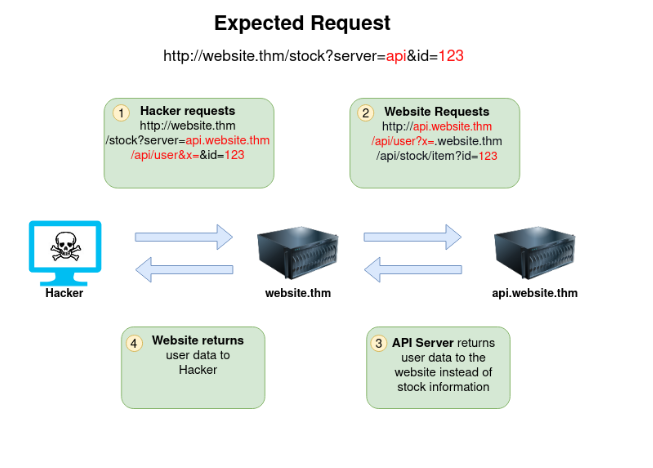 Expected Request
http://website.thm/stock?server=api&id=123
1
Hacker requests
http://website.thm
/stock?server=api.website.thm
/api/user&x=&id=123
2
Website Requests
http://api.website.thm
/api/user?x=.website.thm
/api/stock/item?id=123
Hacker
website.thm
api.website.thm
4
Website returns
user data to
Hacker
3
API Server returns
user data to the
website instead of
stock information